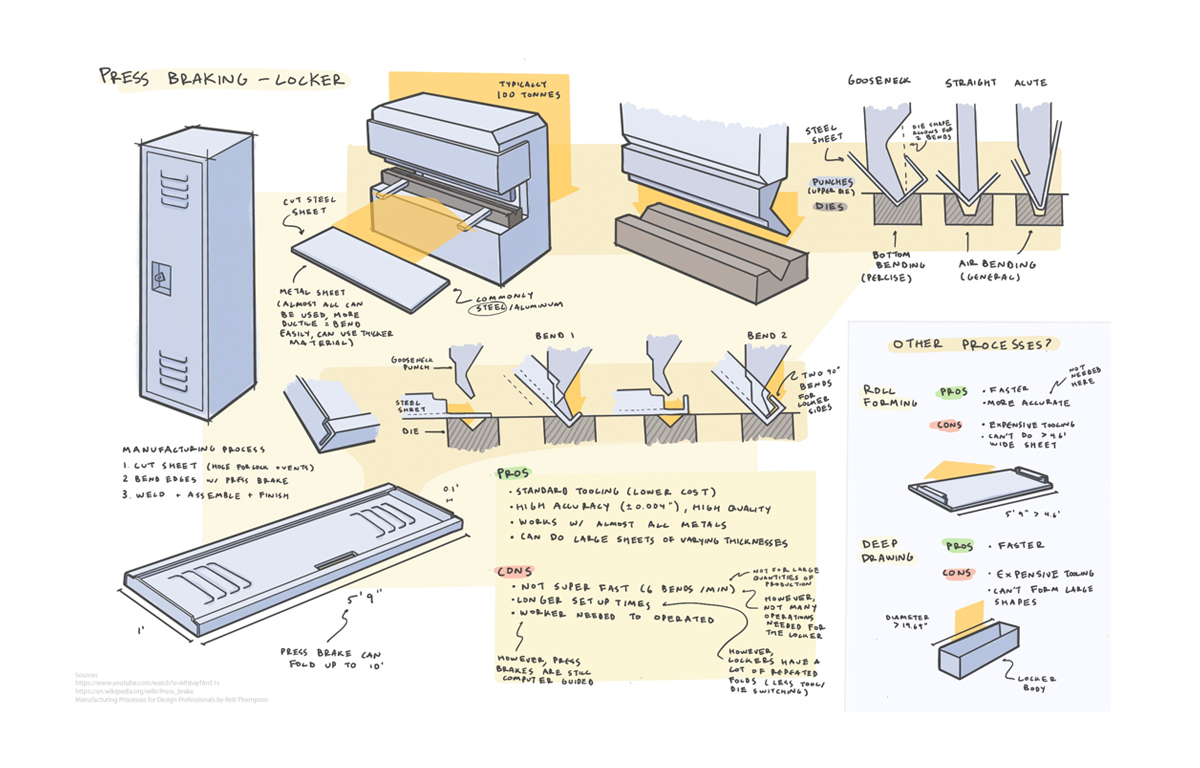 PRESS BRAKING - LOCKER
TYPICALLY
100 TONNES
CUT STEEL
SHEET
METAL SHEET
(ALMOST ALL CAN
BE USED, MORE
DUCTILE = BEND
EASILY, CAN USE THICKER
MATERIAL)
COMMONLY
STEEL/ALUMINUM
GOOSENECK
STRAIGHT
ACUTE
STEEL
SHEET
DIE SHAPE
ALLOWS FOR
2 BENDS
PUNCHES
DIES
BOTTOM
BENDING
(PERCISE)
AIR BENDING
(GENERAL)
BEND 1
BEND 2
GOOSENECK
PUNCH
STEEL
SHEET
DIE
TWO 90°
BENDS
FOR
LOCKER
SIDES
MANUFACTURING PROCESS
1. CUT SHEET (HOLE FOR LOCK + VENTS)
2 BEND EDGES W/ PRESS BRAKE
3. WELD + ASSEMBLE + FINISH
0.1'
5' 9"
1'
PRESS BRAKE CAN
FOLD UP TO 10'
PROS
• STANDARD TOOLING (LOWER COST)
• HIGH ACCURACY (±0.004"), HIGH QUALITY
• WORKS W/ ALMOST ALL METALS
• CAN DO LARGE SHEETS OF VARYING THICKNESSES
CONS
• NOT SUPER FAST (6 BENDS/MIN)
• LONGER SET UP TIMES
• WORKER NEEDED TO OPERATED
NOT FOR LARGE
QUANTITIES OF
PRODUCTION
HOWEVER,
NOT MANY
OPERATIONS
NEEDED FOR
THE LOCKER
HOWEVER, PRESS
BRAKES ARE STILL
COMPUTER GUIDED
HOWEVER,
LOCKERS HAVE A
LOT OF REPEATED
FOLDS (LESS TOOL/
DIE SWITCHING)
OTHER PROCESSES?
ROLL
FORMING
PROS
• FASTER
• MORE ACCURATE
NOT
NEEDED
HERE
CONS
• EXPENSIVE TOOLING
• CAN'T DO > 4.6'
WIDE SHEET
5' 9" > 4.6'
DEEP
DRAWING
PROS
• FASTER
CONS
• EXPENSIVE TOOLING
• CAN'T FORM LARGE
SHAPES
DIAMETER
> 19.69"
LOCKER
BODY
Sources
https://en.wikipedia.org/wiki/Press_brake
Manufacturing Processes for Design Professionals by Rob Thompson